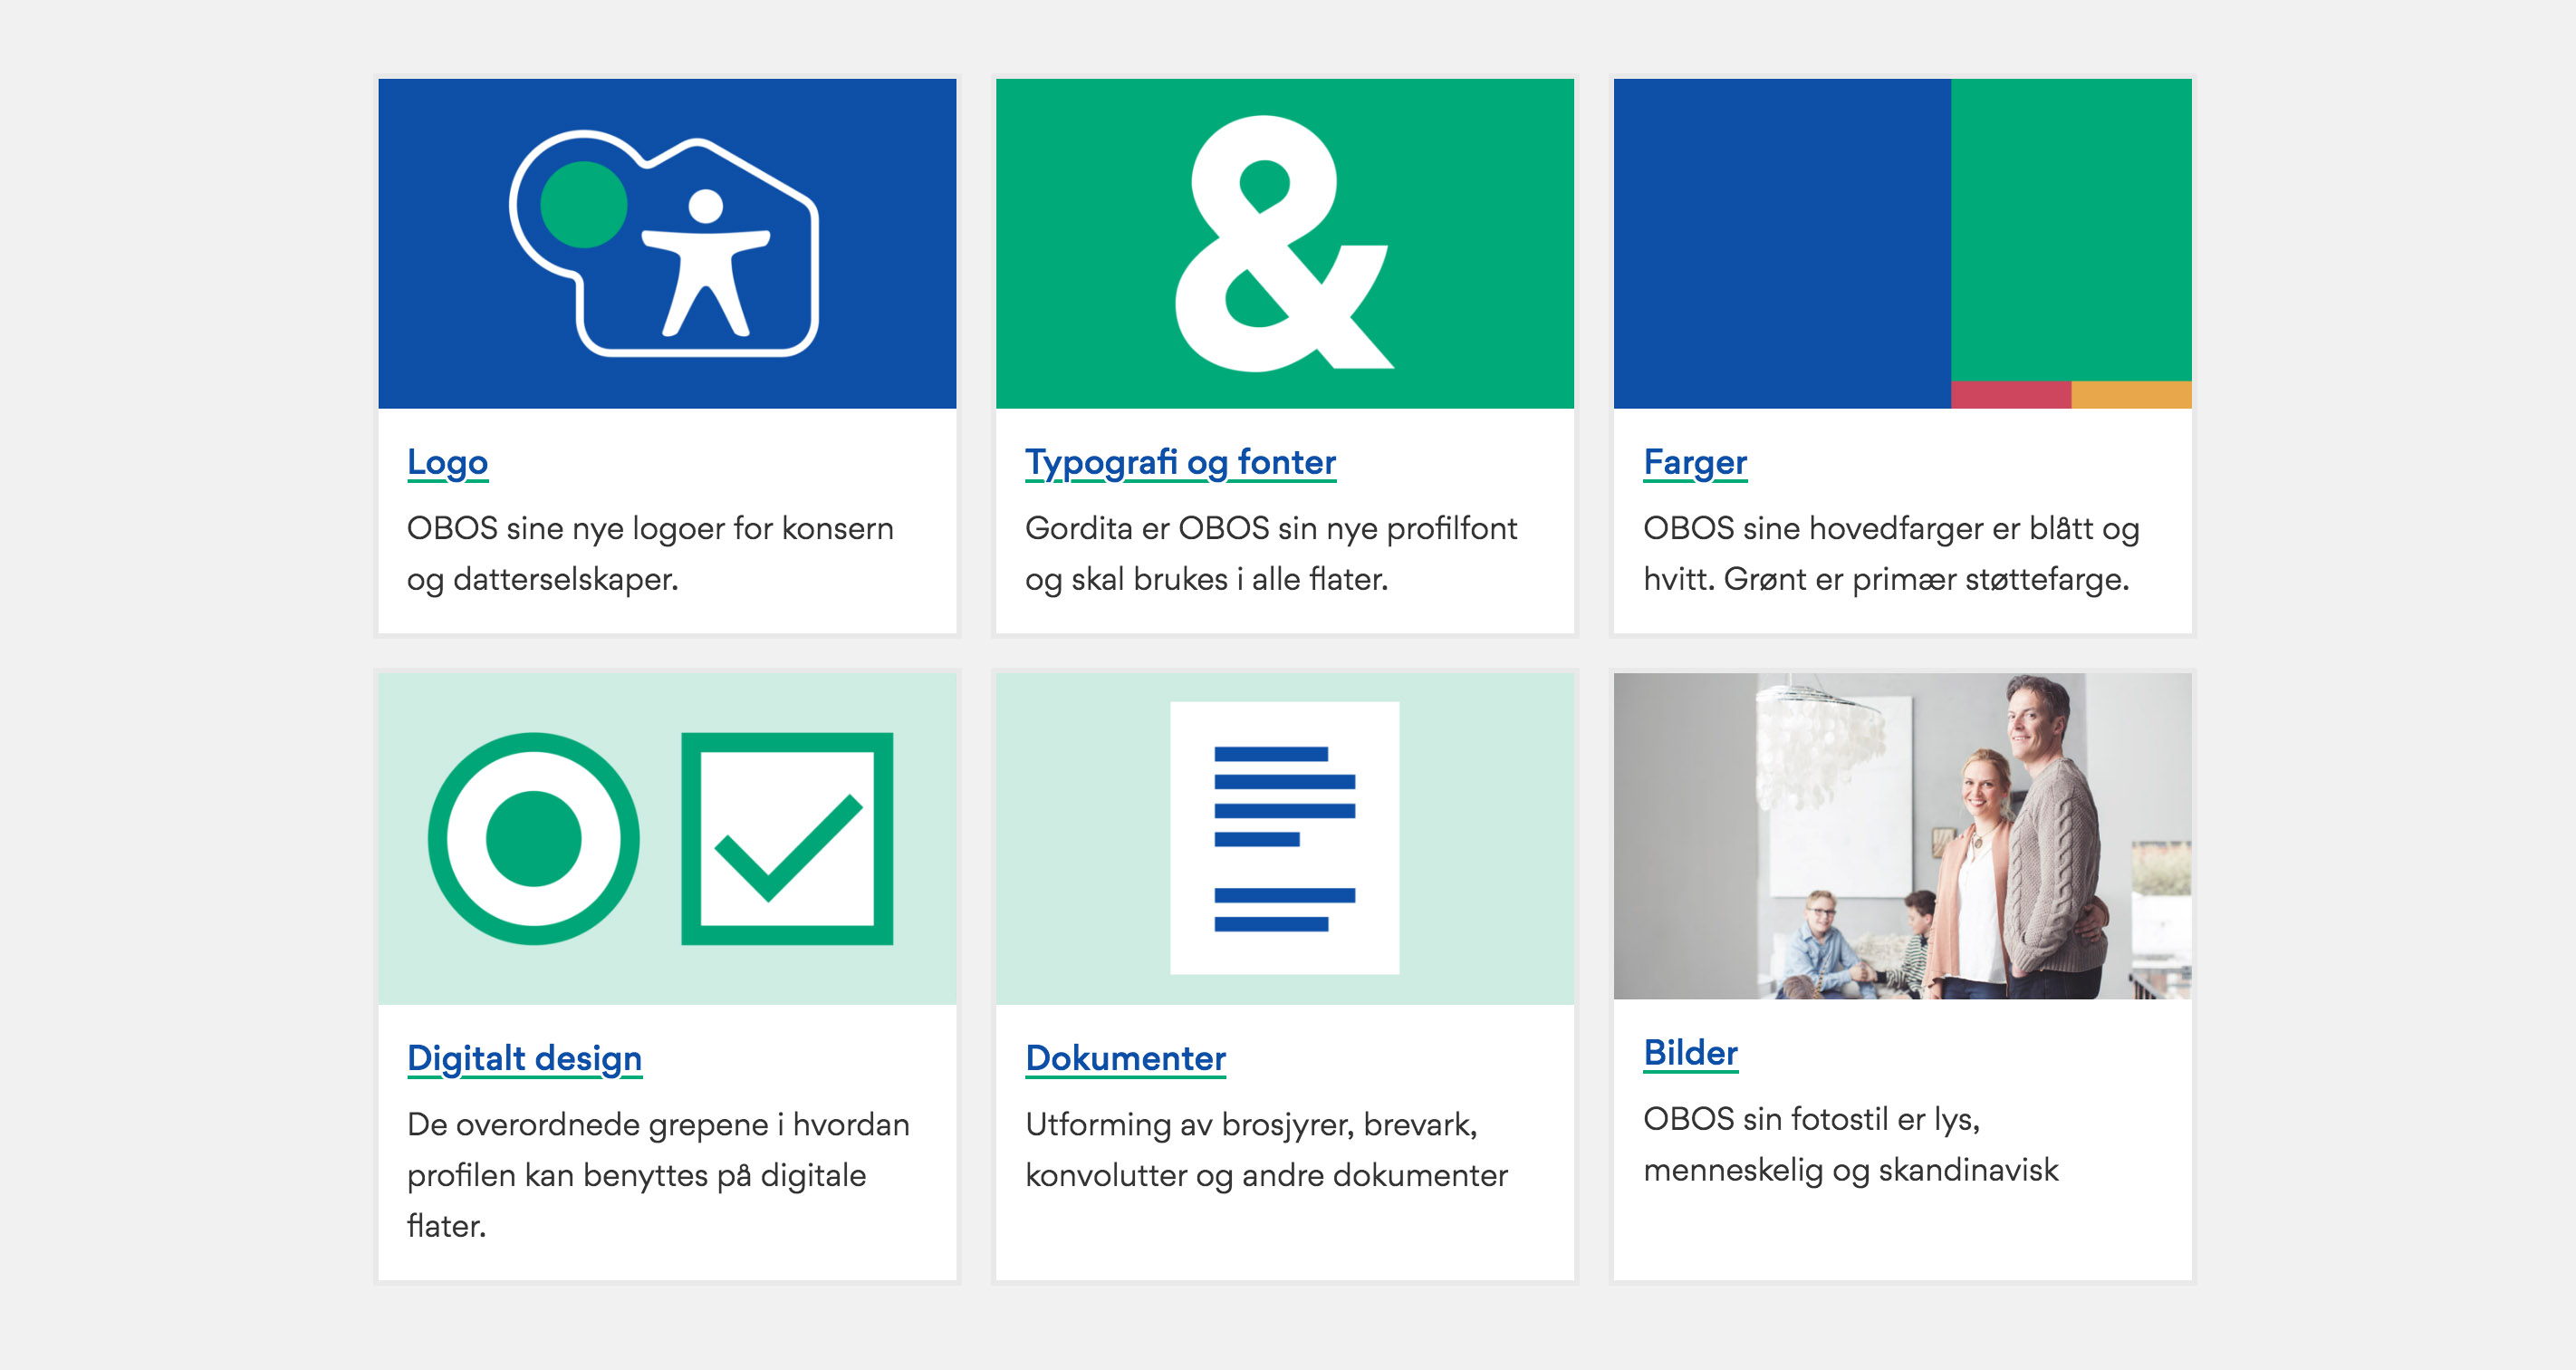 &
Logo
OBOS sine nye logoer for konsern
og datterselskaper.
Typografi og fonter
Gordita er OBOS sin nye profilfont
og skal brukes i alle flater.
Farger
OBOS sine hovedfarger er blått og
hvitt. Grønt er primær støttefarge.
Digitalt design
De overordnede grepene i hvordan
profilen kan benyttes på digitale
flater.
Dokumenter
Utforming av brosjyrer, brevark,
konvolutter og andre dokumenter
Bilder
OBOS sin fotostil er lys,
menneskelig og skandinavisk